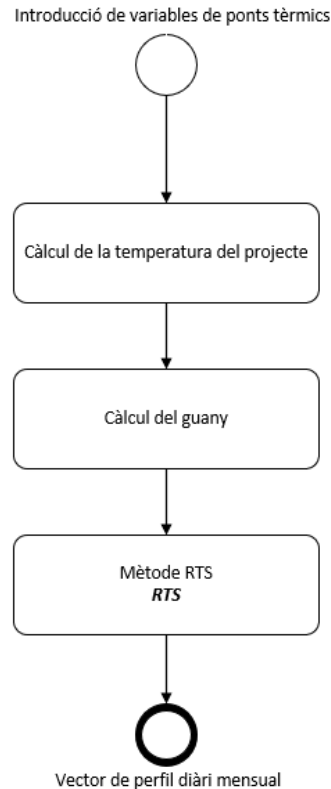 Introducció de variables de ponts tèrmics
Càlcul de la temperatura del projecte
Càlcul del guany
Mètode RTS
RTS
Vector de perfil diàri mensual